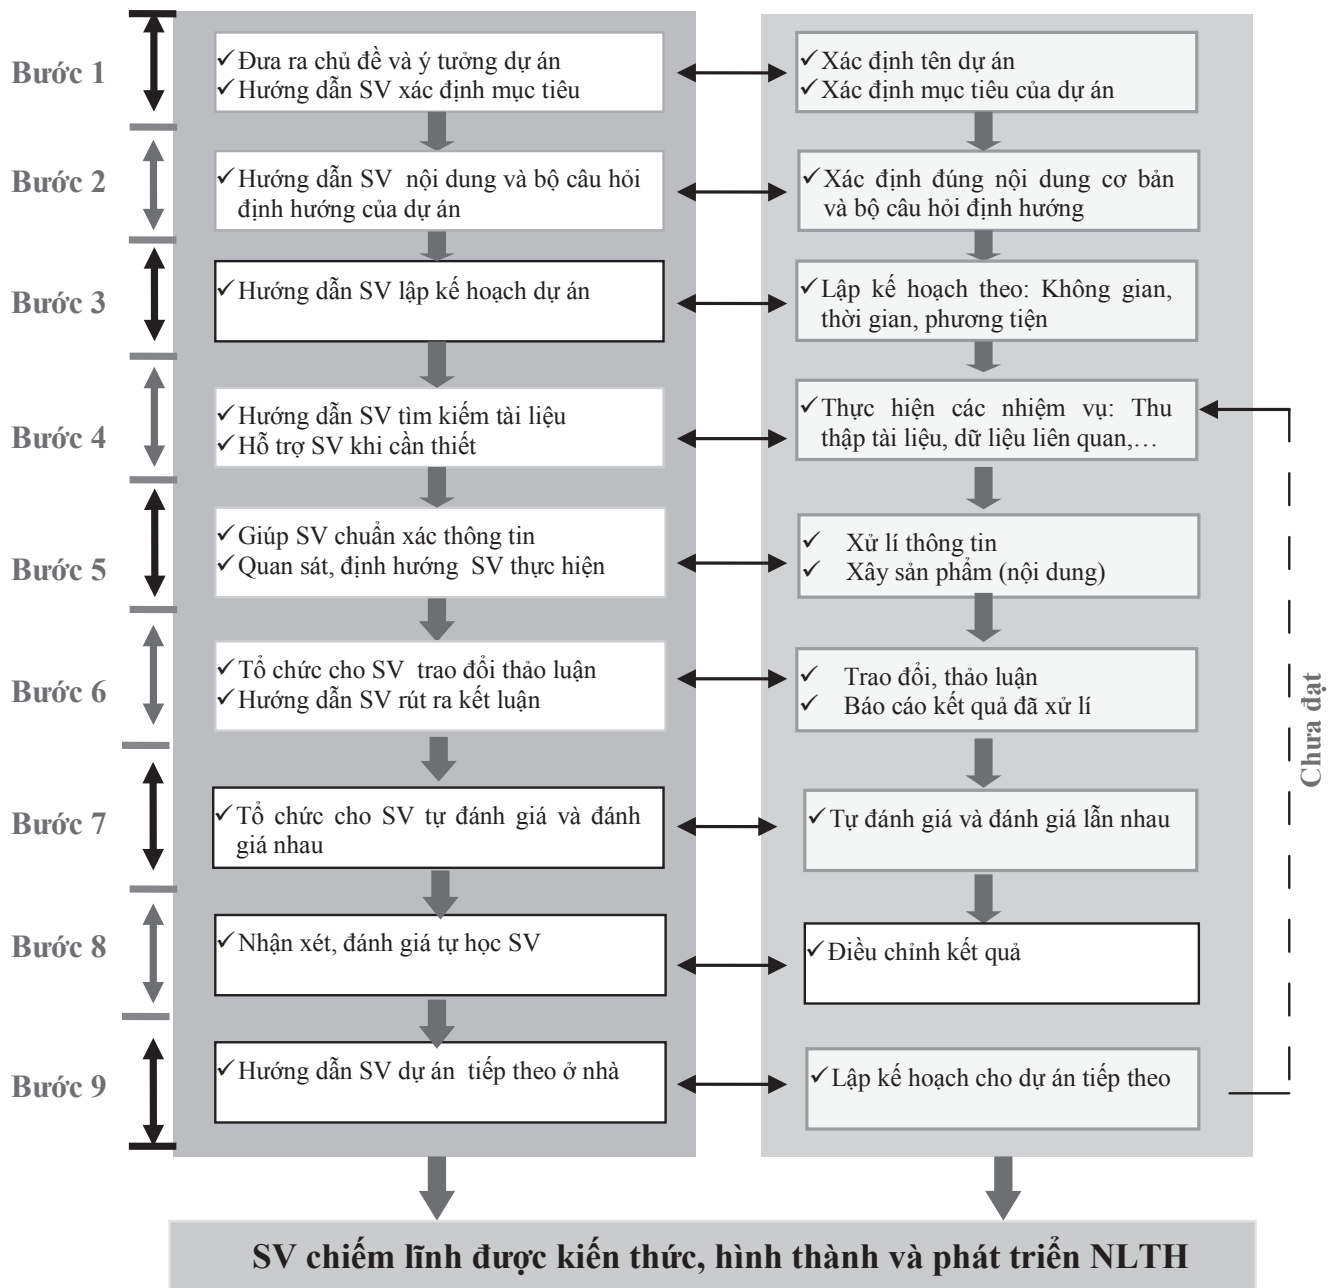 Bước 1
✓Đưa ra chủ đề và ý tưởng dự án
✓Hướng dẫn SV xác định mục tiêu
✓Xác định tên dự án
✓Xác định mục tiêu của dự án
Bước 2
✓Hướng dẫn SV nội dung và bộ câu hỏi
định hướng của dự án
✓Xác định đúng nội dung cơ bản
và bộ câu hỏi định hướng
Bước 3
✓Hướng dẫn SV lập kế hoạch dự án
✓Lập kế hoạch theo: Không gian,
thời gian, phương tiện
Bước 4
✓Hướng dẫn SV tìm kiếm tài liệu
✓Hỗ trợ SV khi cần thiết
✓Thực hiện các nhiệm vụ: Thu
thập tài liệu, dữ liệu liên quan,…
Bước 5
✓Giúp SV chuẩn xác thông tin
✓Quan sát, định hướng SV thực hiện
✓ Xử lí thông tin
✓ Xây sản phẩm (nội dung)
Bước 6
✓Tổ chức cho SV trao đổi thảo luận
✓Hướng dẫn SV rút ra kết luận
✓ Trao đổi, thảo luận
✓ Báo cáo kết quả đã xử lí
Chưa đạt
Bước 7
✓Tổ chức cho SV tự đánh giá và đánh
giá nhau
✓Tự đánh giá và đánh giá lẫn nhau
Bước 8
✓Nhận xét, đánh giá tự học SV
✓Điều chỉnh kết quả
Bước 9
✓Hướng dẫn SV dự án tiếp theo ở nhà
✓Lập kế hoạch cho dự án tiếp theo
SV chiếm lĩnh được kiến thức, hình thành và phát triển NLTH